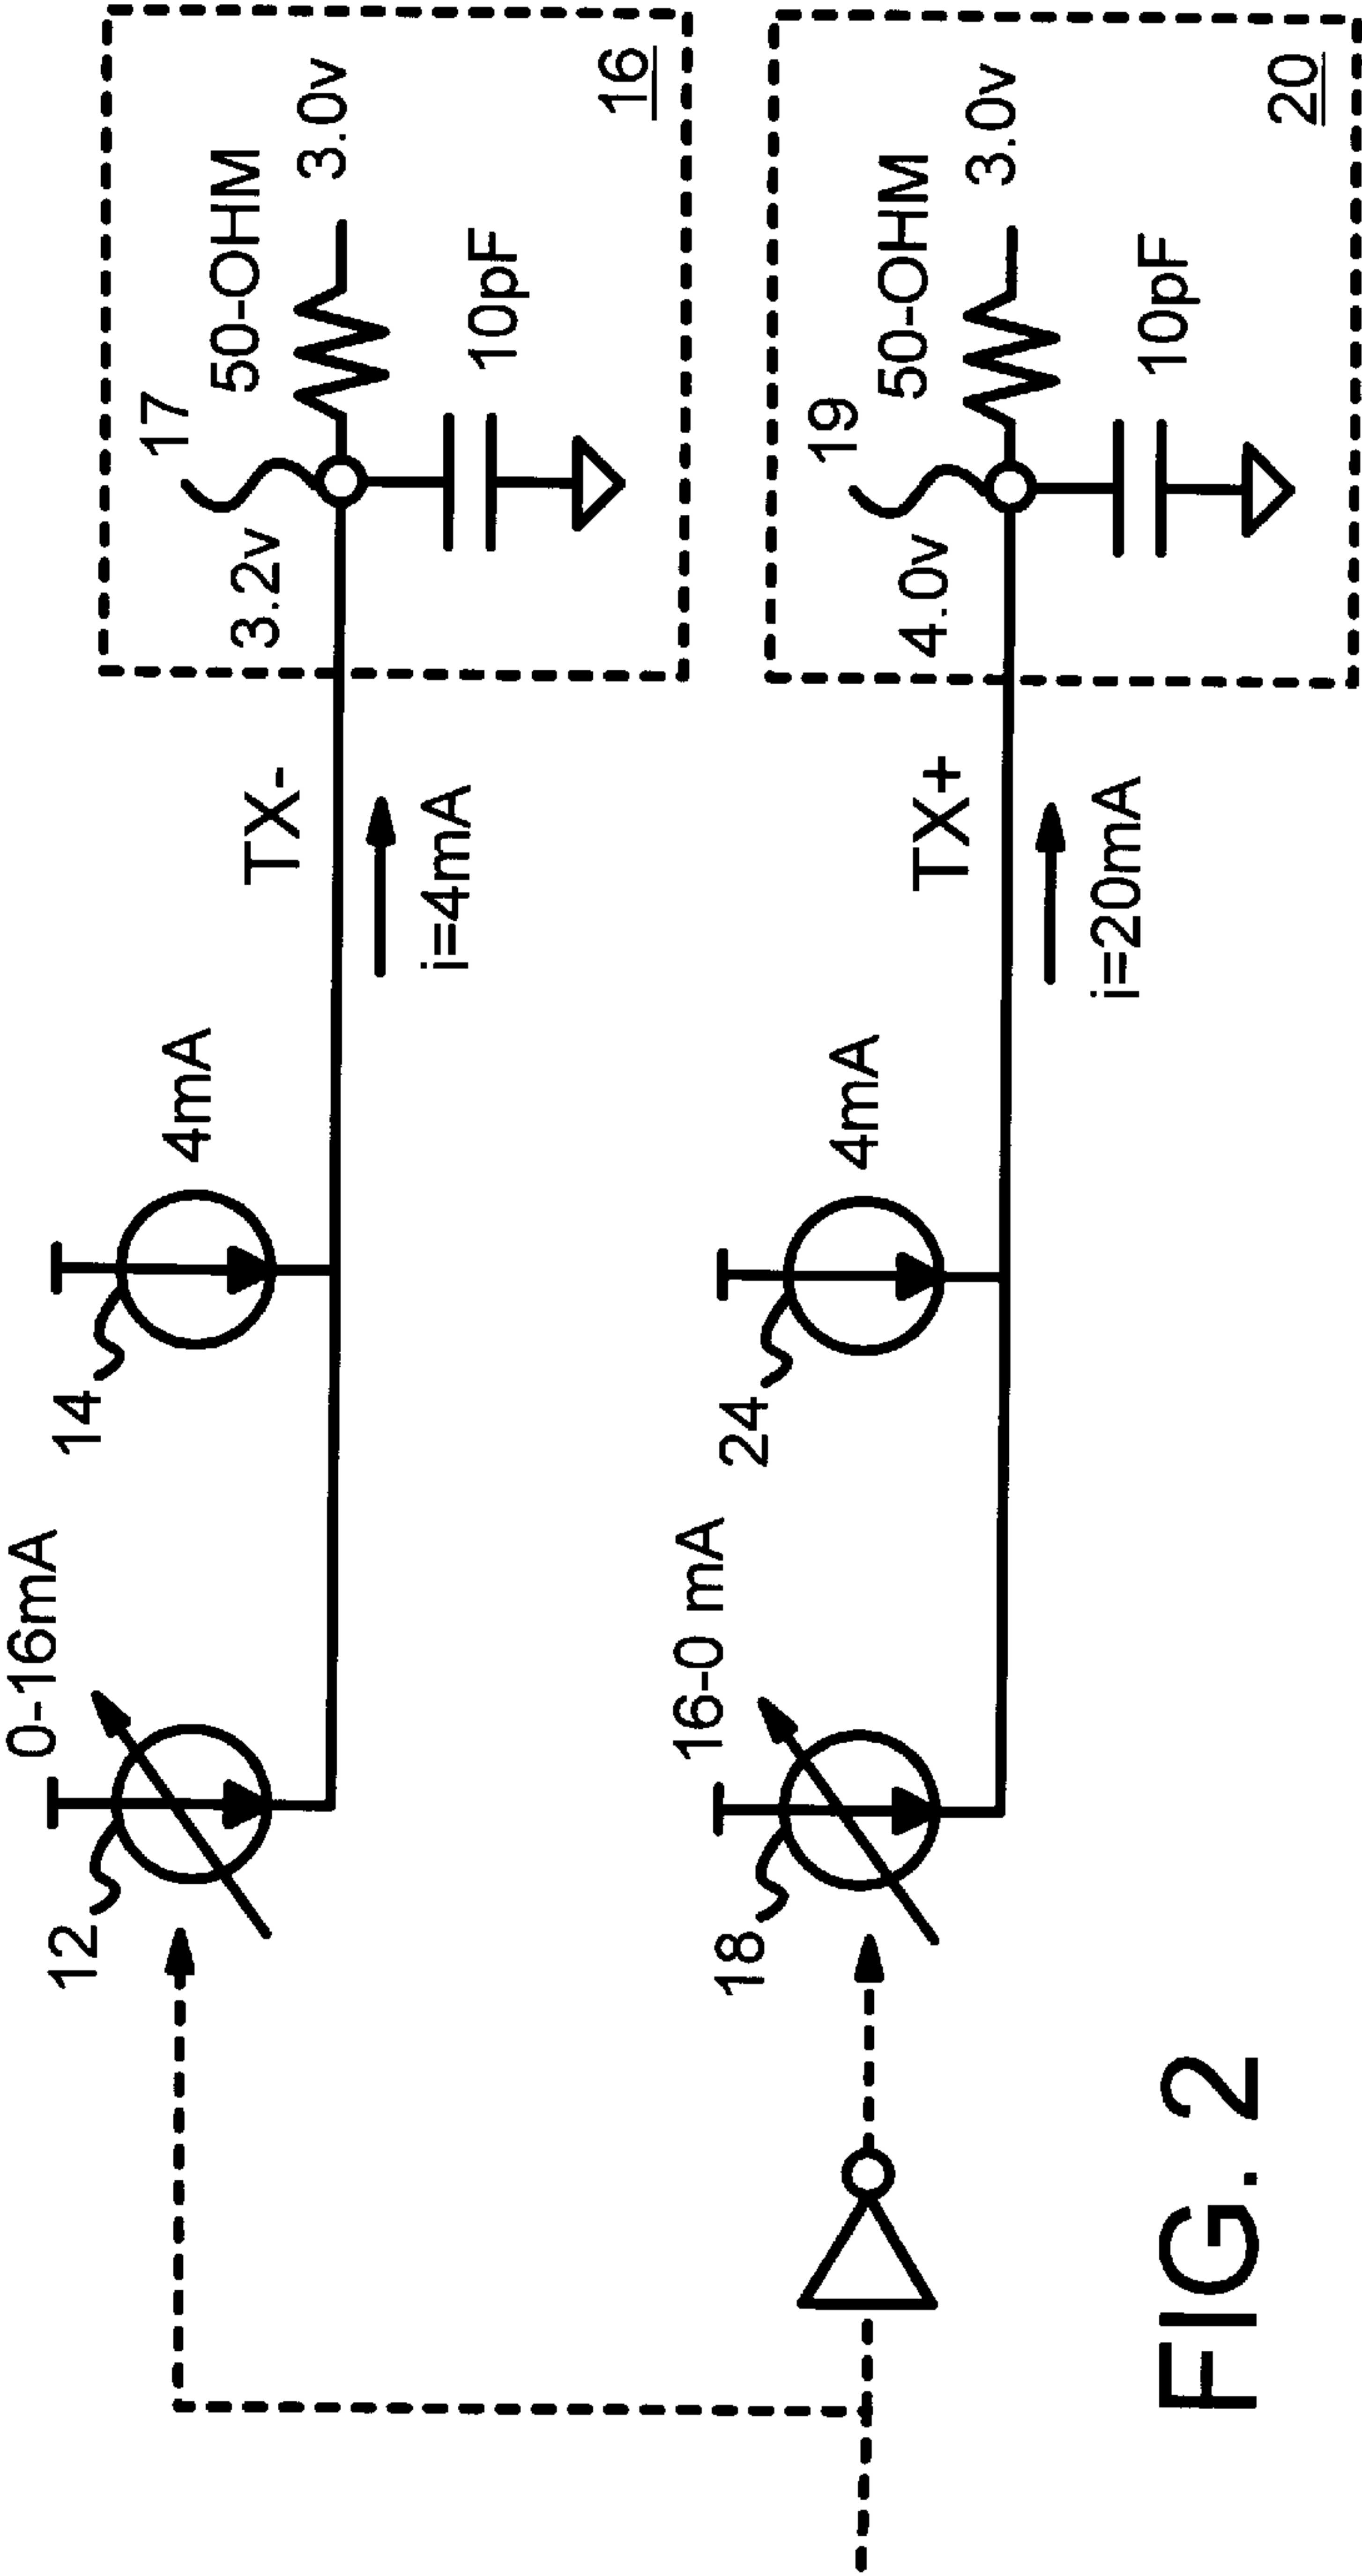 12
0-16mA
14
4mA
TX-
i=4mA
3.2v
17
50-OHM
3.0v
10pF
16
18
16-0 mA
24
4mA
TX+
i=20mA
4.0v
19
50-OHM
3.0v
10pF
20
FIG. 2